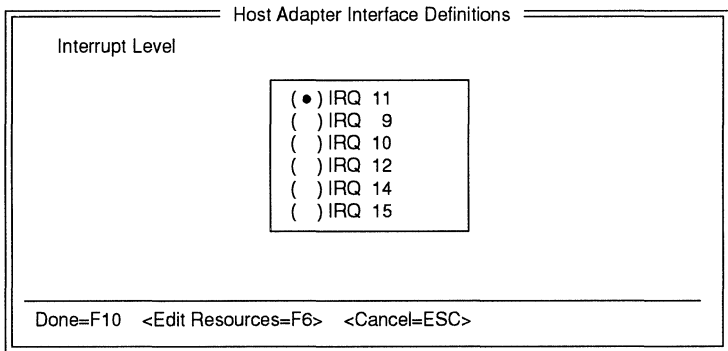 Host Adapter Interface Definitions
Interrupt Level
(•) IRQ 11
( ) IRQ 9
( ) IRQ 10
( ) IRQ 12
( ) IRQ 14
( ) IRQ 15
Done=F10 <Edit Resources=F6> <Cancel=ESC>